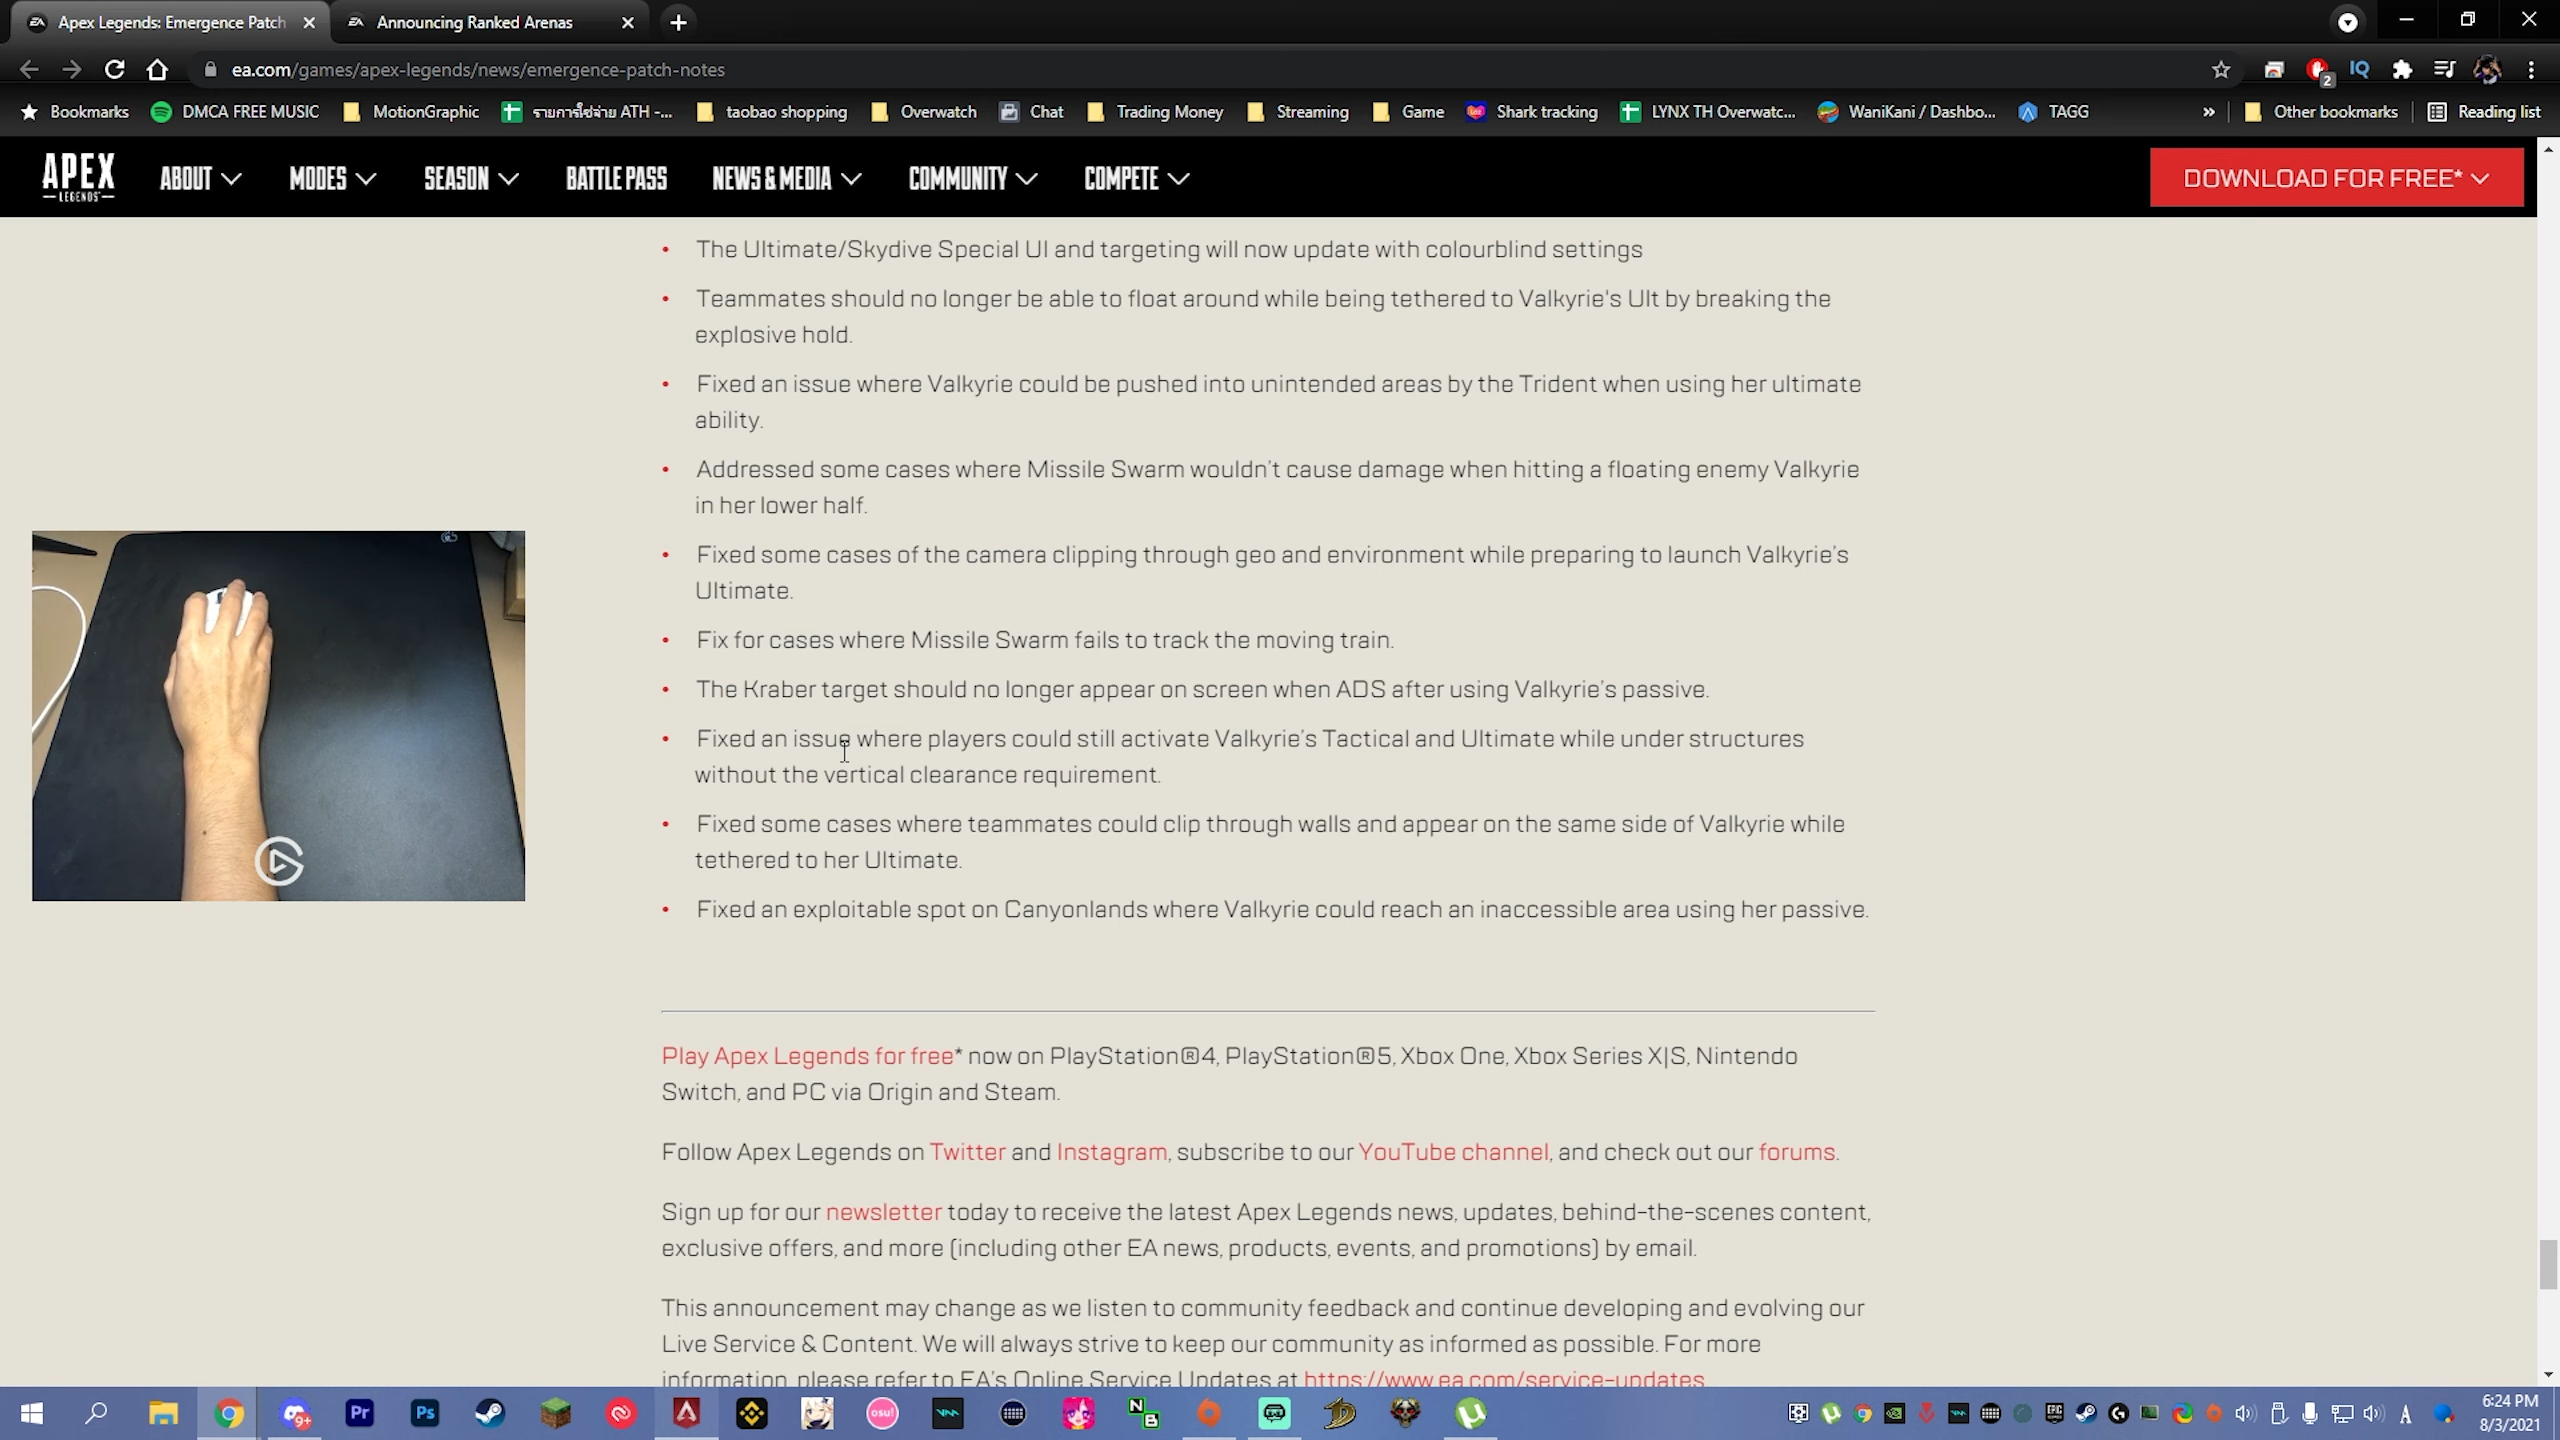 Apex Legends: Emergence Patch
Announcing Ranked Arenas
ea.com/games/apex-legends/news/emergence-patch-notes
2
Bookmarks
DMCA FREE MUSIC
MotionGraphic
รายการใช้จ่าย ATH -...
taobao shopping
Overwatch
Chat
Trading Money
Streaming
Game
Shark tracking
LYNX TH Overwatc...
WaniKani / Dashbo...
TAGG
»
Other bookmarks
Reading list
APEX
LEGENDS
ABOUT
MODES
SEASON
BATTLE PASS
NEWS & MEDIA
COMMUNITY
COMPETE
DOWNLOAD FOR FREE*
• The Ultimate/Skydive Special UI and targeting will now update with colourblind settings
• Teammates should no longer be able to float around while being tethered to Valkyrie's Ult by breaking the
explosive hold.
• Fixed an issue where Valkyrie could be pushed into unintended areas by the Trident when using her ultimate
ability.
• Addressed some cases where Missile Swarm wouldn't cause damage when hitting a floating enemy Valkyrie
in her lower half.
• Fixed some cases of the camera clipping through geo and environment while preparing to launch Valkyrie's
Ultimate.
• Fix for cases where Missile Swarm fails to track the moving train.
• The Kraber target should no longer appear on screen when ADS after using Valkyrie's passive.
• Fixed an issue where players could still activate Valkyrie's Tactical and Ultimate while under structures
without the vertical clearance requirement.
• Fixed some cases where teammates could clip through walls and appear on the same side of Valkyrie while
tethered to her Ultimate.
• Fixed an exploitable spot on Canyonlands where Valkyrie could reach an inaccessible area using her passive.
Play Apex Legends for free* now on PlayStation®4, PlayStation®5, Xbox One, Xbox Series X|S, Nintendo
Switch, and PC via Origin and Steam.
Follow Apex Legends on Twitter and Instagram, subscribe to our YouTube channel, and check out our forums.
Sign up for our newsletter today to receive the latest Apex Legends news, updates, behind-the-scenes content,
exclusive offers, and more (including other EA news, products, events, and promotions) by email.
This announcement may change as we listen to community feedback and continue developing and evolving our
Live Service & Content. We will always strive to keep our community as informed as possible. For more
information, please refer to EA's Online Service Updates at https://www.ea.com/service-updates
9+
Pr
Ps
osu!
N
B
A
6:24 PM
8/3/2021